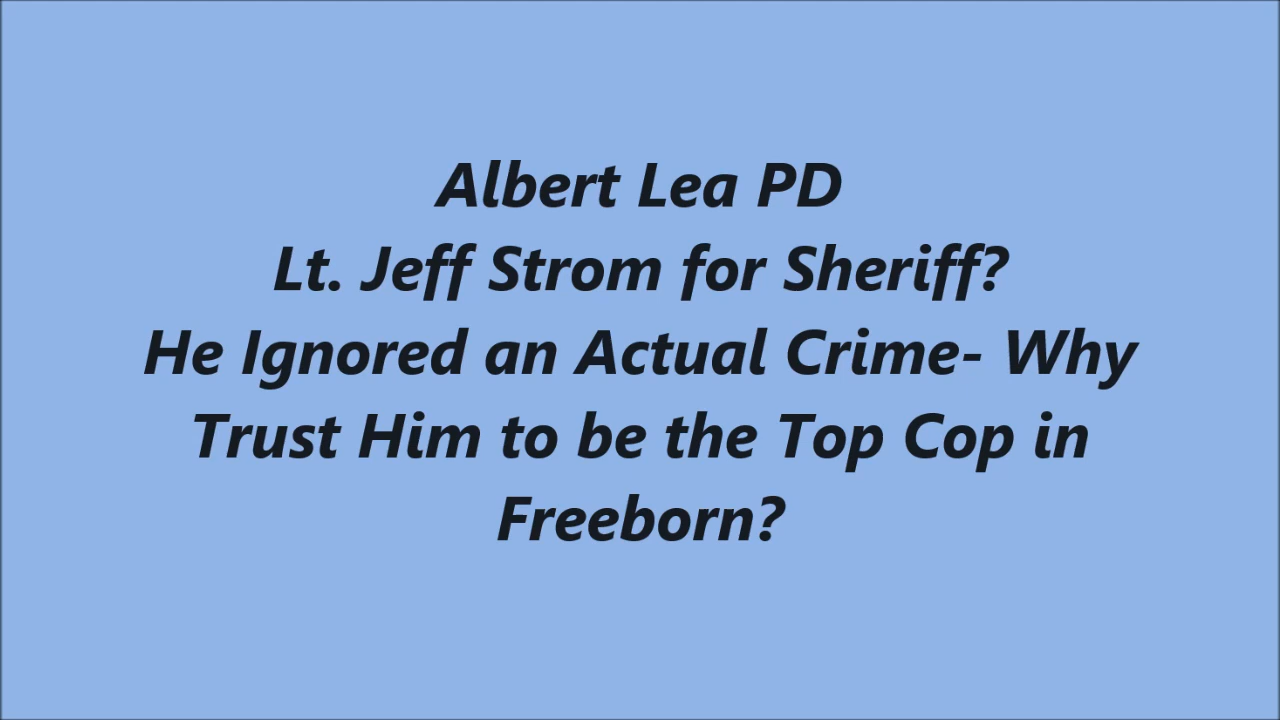 Albert Lea PD
Lt. Jeff Strom for Sheriff?
He Ignored an Actual Crime- Why
Trust Him to be the Top Cop in
Freeborn?